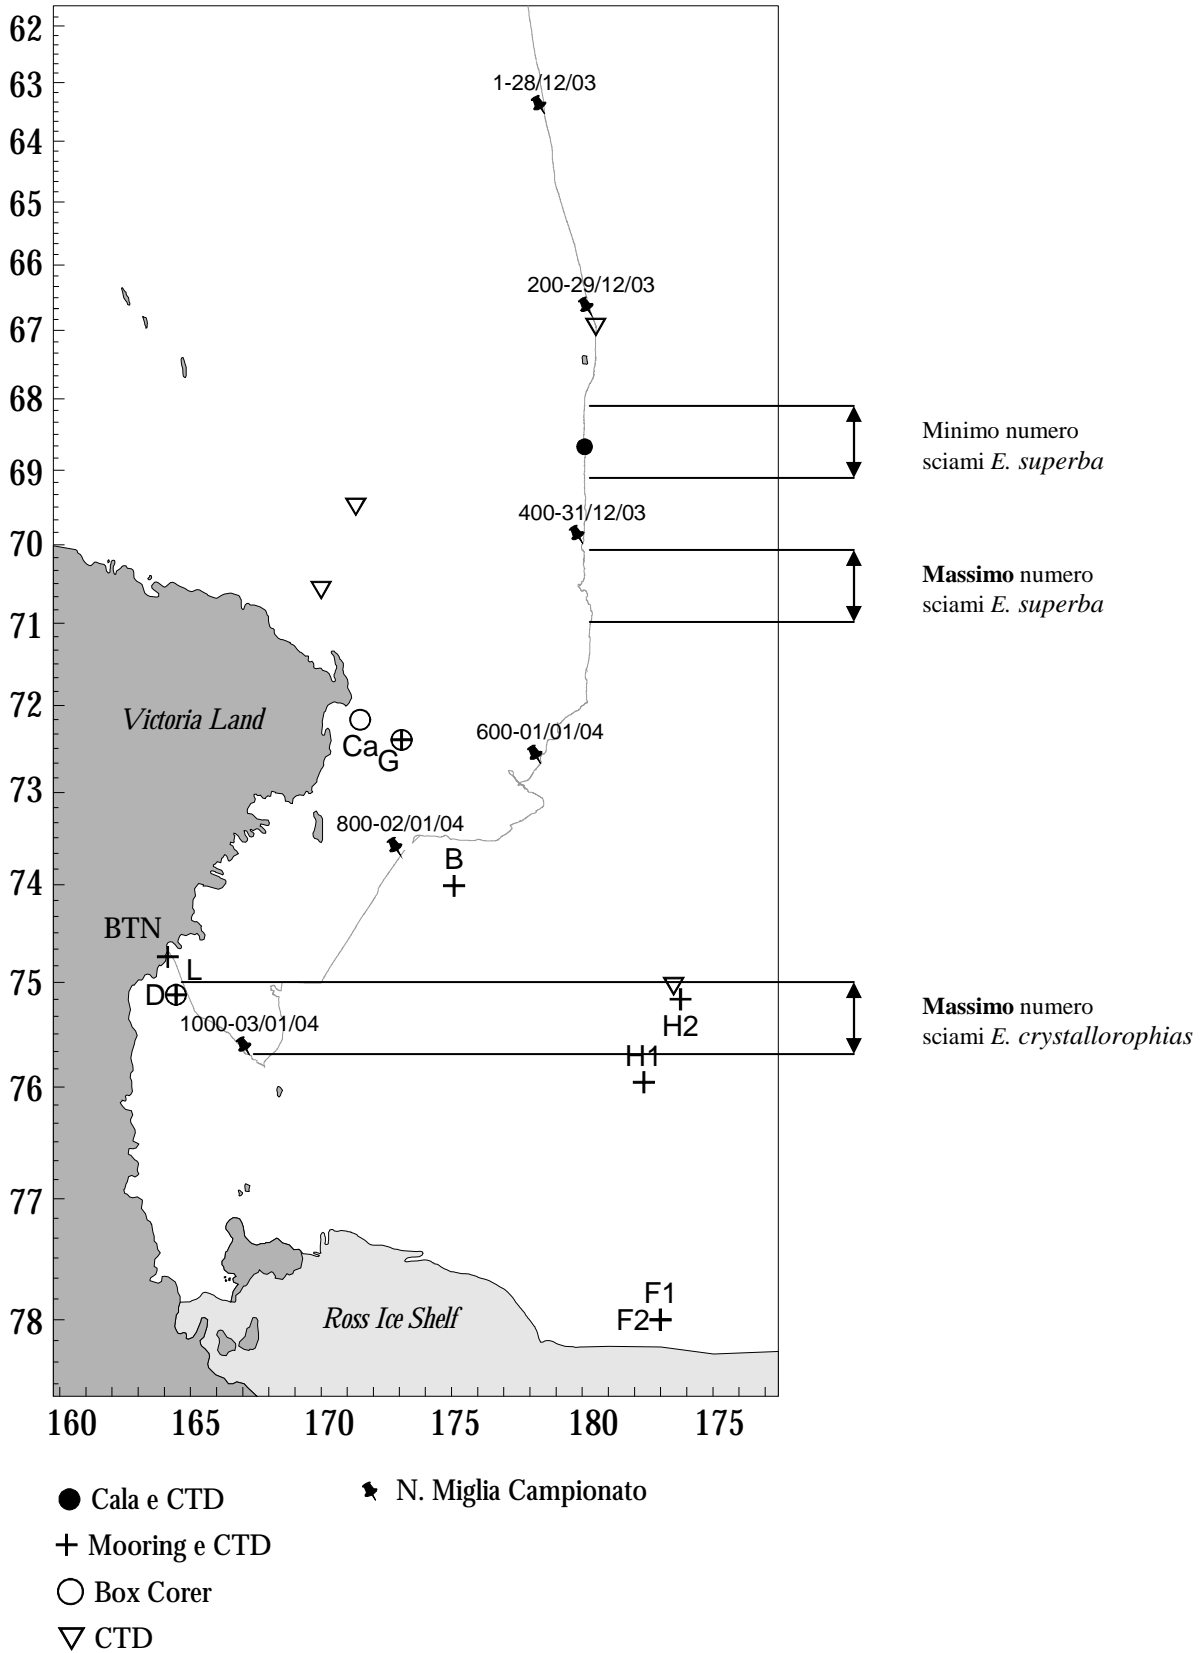 62
1-28/12/03
63
64
65
66
200-29/12/03
67
68
Minimo numero
sciami E. superba
69
400-31/12/03
70
Massimo numero
sciami E. superba
71
72
Victoria Land
600-01/01/04
Ca
G
73
800-02/01/04
B
74
BTN
L
75
D
Massimo numero
sciami E. crystallorophias
1000-03/01/04
H2
H1
76
77
F1
F2
78
Ross Ice Shelf
160 165 170 175 180 175
Cala e CTD
N. Miglia Campionato
Mooring e CTD
Box Corer
CTD